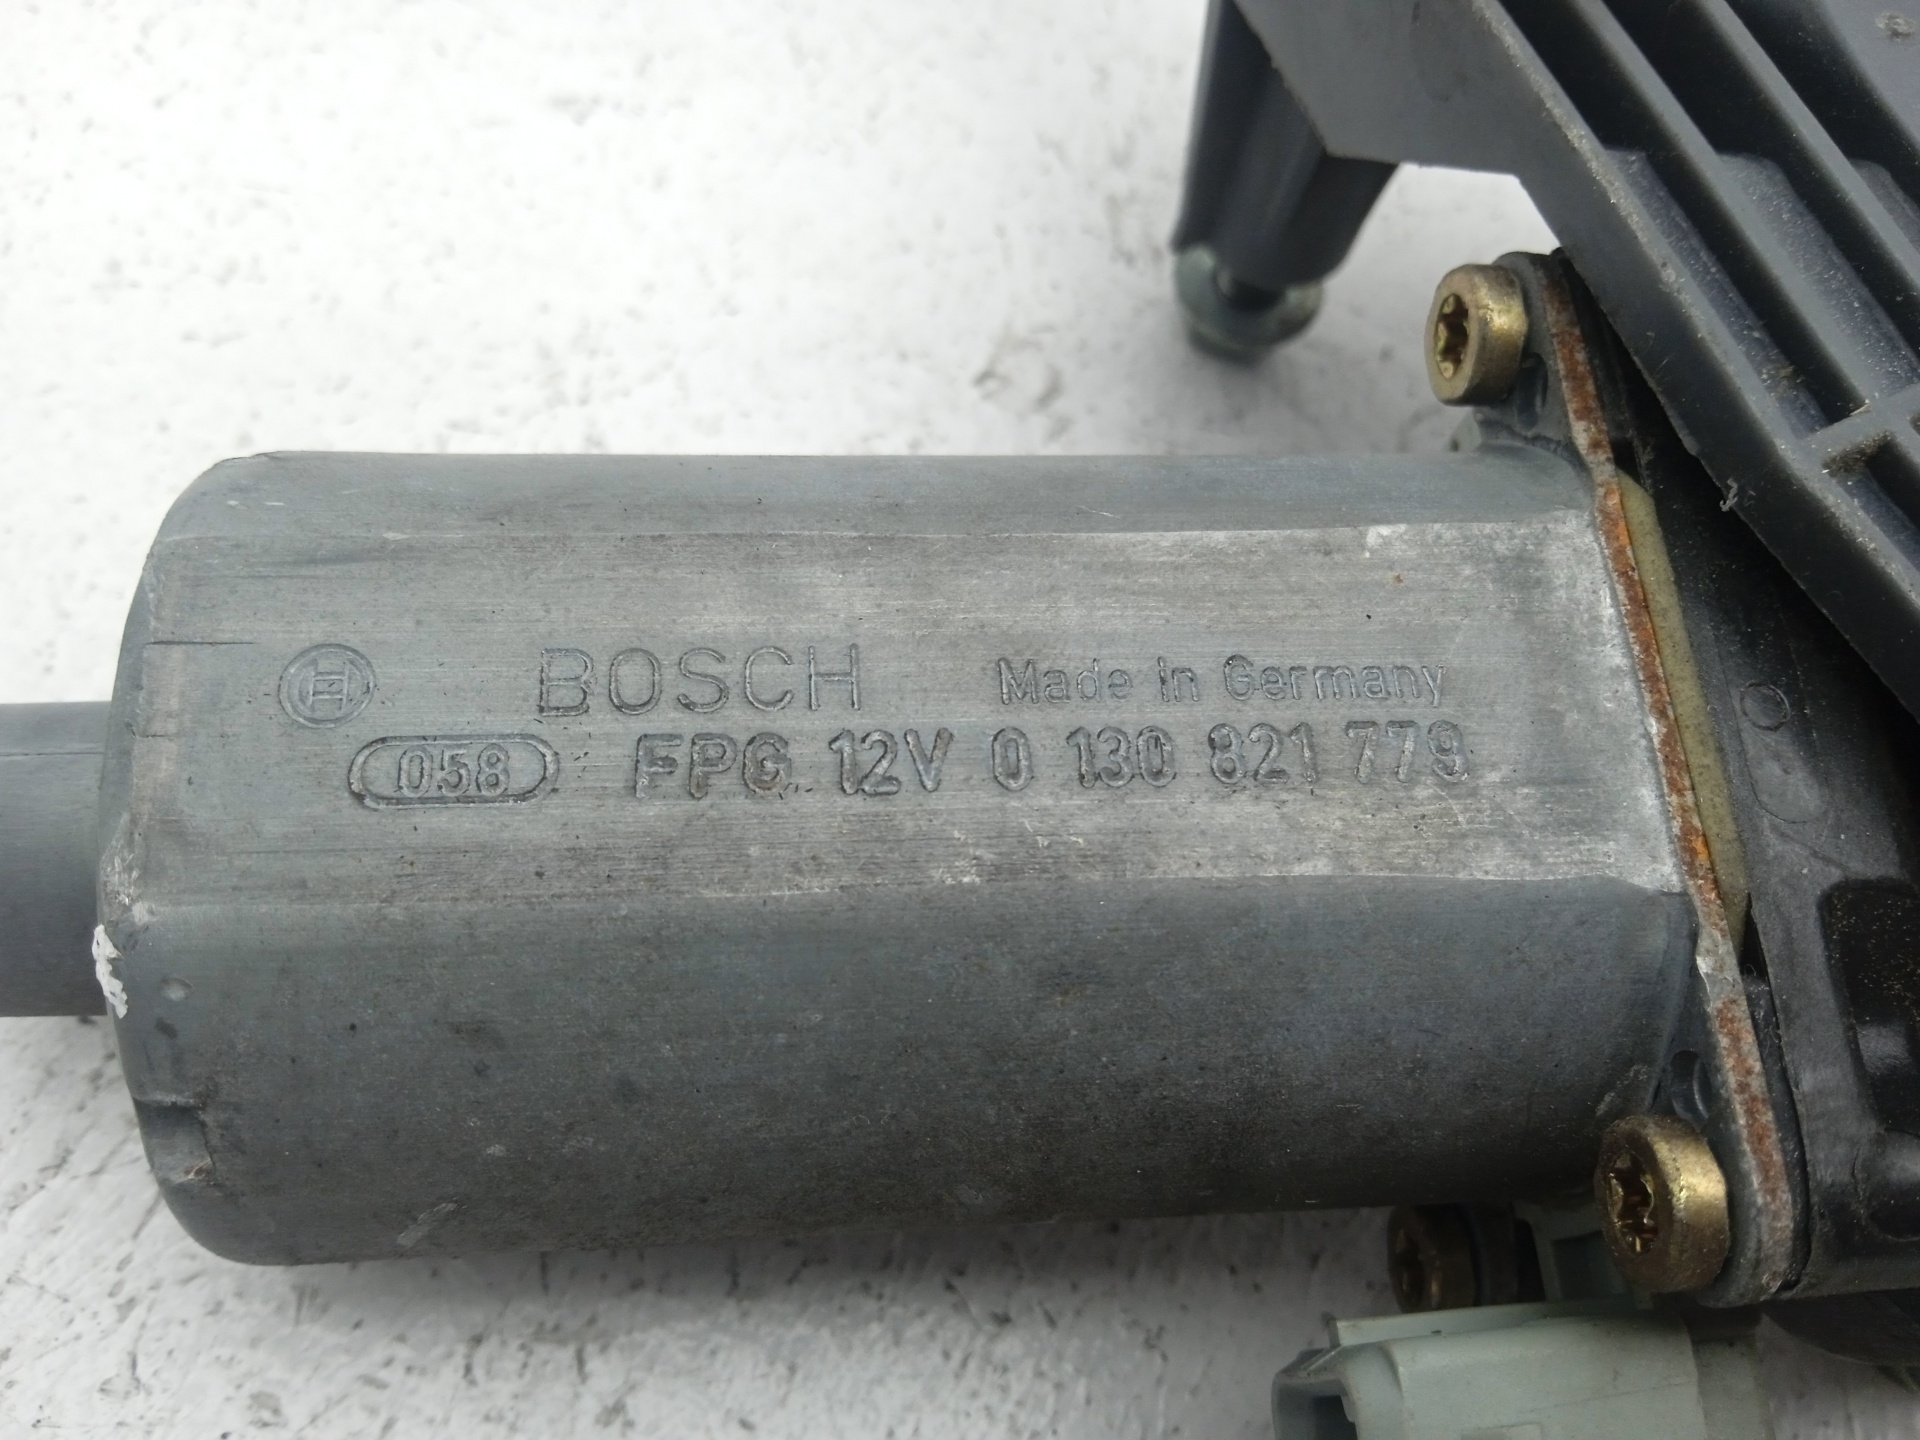 BOSCH Made in Germany
058 FPG 12V 0 130 821 779